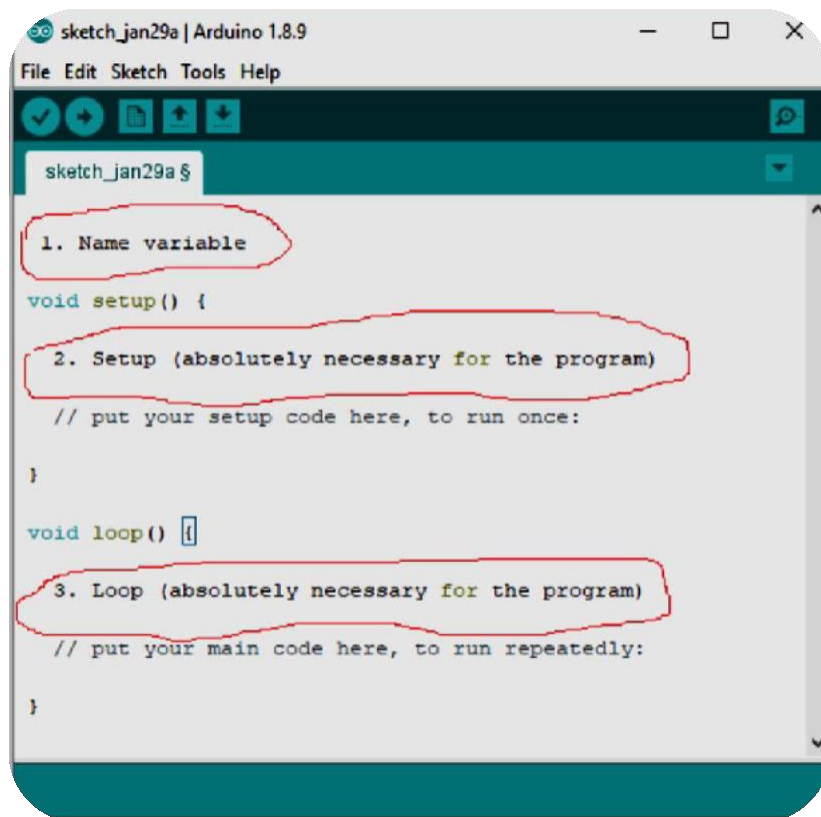 sketch_jan29a | Arduino 1.8.9
File Edit Sketch Tools Help
sketch_jan29a §
1. Name variable
void setup() {
2. Setup (absolutely necessary for the program)
// put your setup code here, to run once:
}
void loop() {
3. Loop (absolutely necessary for the program)
// put your main code here, to run repeatedly:
}